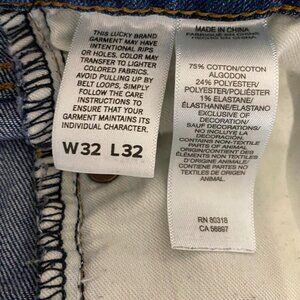 THIS LUCKY BRAND
GARMENT MAY HAVE
INTENTIONAL RIPS
OR HOLES. COLOR MAY
TRANSFER TO LIGHTER
COLORED FABRICS.
AVOID PULLING UP BY
BELT LOOPS, SIMPLY
FOLLOW THE CARE
INSTRUCTIONS TO
ENSURE THAT YOUR
GARMENT MAINTAINS ITS
INDIVIDUAL CHARACTER.
W32 L32
MADE IN CHINA
75% COTTON/COTON/
ALGODON
24% POLYESTER/
POLYESTER/POLIÉSTER
1% ELASTANE/
ÉLASTHANNE/ELASTANO
EXCLUSIVE OF
DECORATION/
SAUF DÉCORATIONS/
NO INCLUYE LA
DECORACIÓN.
CONTAINS NON-TEXTILE
PARTS OF ANIMAL
ORIGIN/CONTIENT DES
ÉLÉMENTS NON TEXTILES
D'ORIGINE ANIMALE/
CONTIENE PARTES NO
TEXTILES DE ORIGEN
ANIMAL.
RN 80318
CA 56897